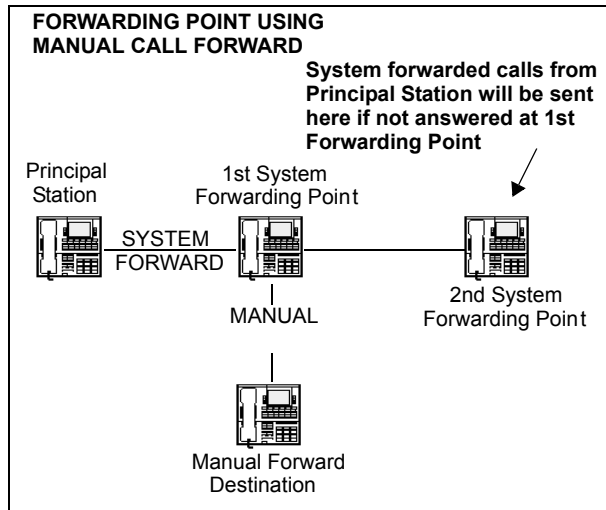 FORWARDING POINT USING
MANUAL CALL FORWARD
System forwarded calls from
Principal Station will be sent
here if not answered at 1st
Forwarding Point
Principal
Station
1st System
Forwarding Point
SYSTEM
FORWARD
MANUAL
2nd System
Forwarding Point
Manual Forward
Destination